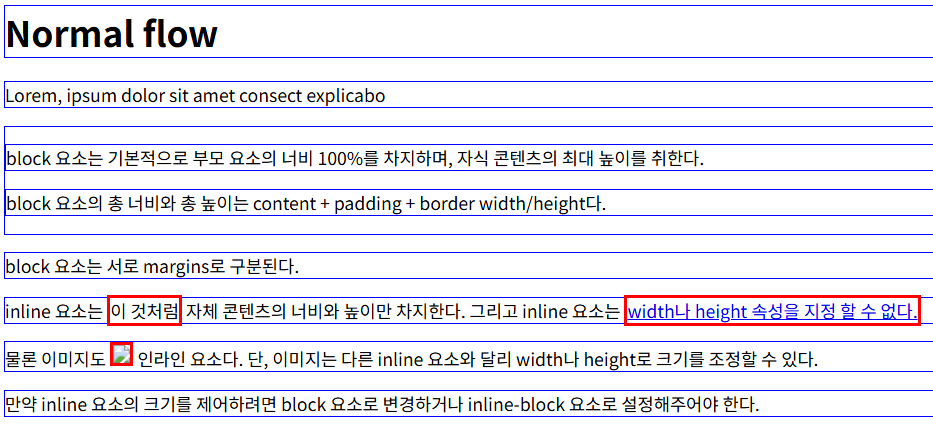 Normal flow
Lorem, ipsum dolor sit amet consect explicabo
block 요소는 기본적으로 부모 요소의 너비 100%를 차지하며, 자식 콘텐츠의 최대 높이를 취한다.
block 요소의 총 너비와 총 높이는 content + padding + border width/height다.
block 요소는 서로 margins로 구분된다.
inline 요소는 이 것처럼 자체 콘텐츠의 너비와 높이만 차지한다. 그리고 inline 요소는 width나 height 속성을 지정 할 수 없다.
물론 이미지도 인라인 요소다. 단, 이미지는 다른 inline 요소와 달리 width나 height로 크기를 조정할 수 있다.
만약 inline 요소의 크기를 제어하려면 block 요소로 변경하거나 inline-block 요소로 설정해주어야 한다.